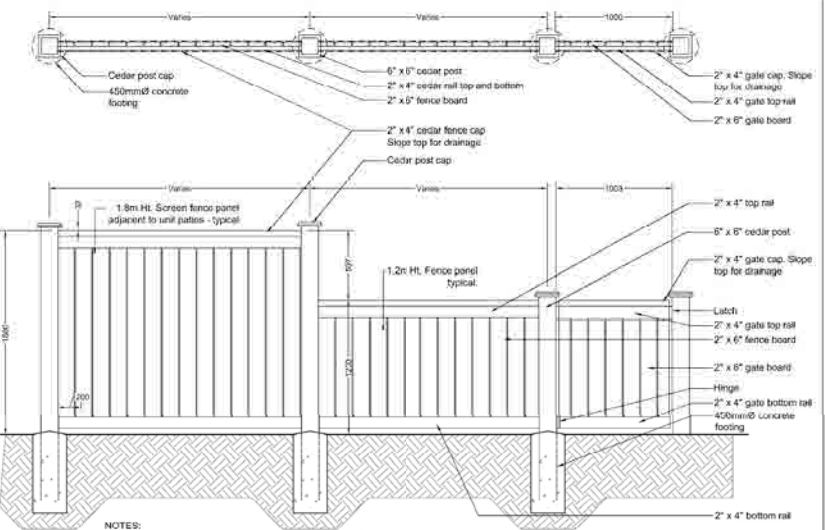 Varies
Varies
1000
Cedar post cap
450mmØ concrete
footing
6" x 6" cedar post
2" x 4" cedar rail top and bottom
2" x 6" fence board
2" x 4" gate cap. Slope
top for drainage
2" x 4" gate top rail
2" x 6" gate board
2" x 4" cedar fence cap
Slope top for drainage
Cedar post cap
Varies
Varies
1.8m Ht. Screen fence panel
adjacent to unit patios - typical
1.2m Ht. Fence panel
typical.
2" x 4" top rail
6" x 6" cedar post
2" x 4" gate cap. Slope
top for drainage
Latch
2" x 4" gate top rail
2" x 6" fence board
2" x 6" gate board
Hinge
2" x 4" gate bottom rail
450mmØ concrete
footing
200
2" x 4" bottom rail
NOTES: